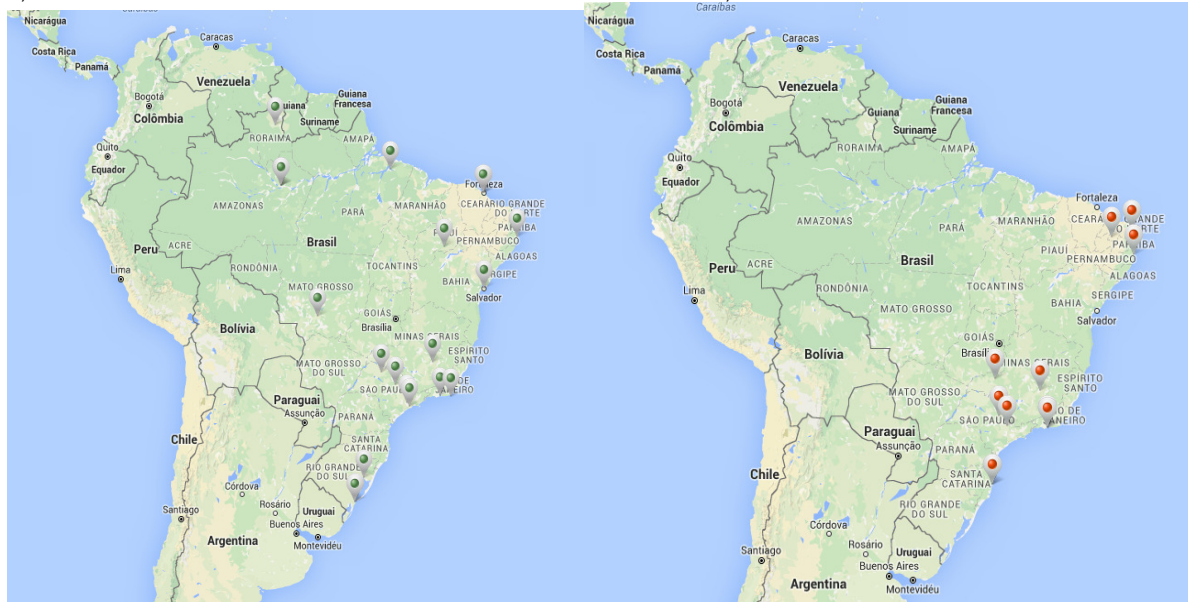 Caraíbas
Nicarágua
Caracas
Costa Rica
Panamá
Venezuela
Guiana
Guiana
Francesa
Bogotá
Colômbia
Suriname
RORAIMA
AMAPÁ
Quito
Equador
Fortaleza
CEARÁ
RIO GRANDE
DO NORTE
AMAZONAS
PARÁ
MARANHÃO
PARAÍBA
PIAUÍ
PERNAMBUCO
Brasil
ACRE
Peru
ALAGOAS
Lima
RONDÔNIA
TOCANTINS
SERGIPE
BAHIA
MATO GROSSO
Salvador
GOIÁS
Brasília
Bolívia
MINAS GERAIS
MATO GROSSO
DO SUL
ESPÍRITO
SANTO
SÃO PAULO
RIO DE
JANEIRO
Paraguai
Assunção
PARANÁ
Chile
SANTA
CATARINA
RIO GRANDE
DO SUL
Córdova
Rosário
Santiago
Uruguai
Buenos Aires
Montevidéu
Argentina
Caraíbas
Nicarágua
Caracas
Costa Rica
Panamá
Venezuela
Guiana
Guiana
Francesa
Bogotá
Colômbia
Suriname
RORAIMA
AMAPÁ
Quito
Equador
Fortaleza
CEARÁ
RIO GRANDE
DO NORTE
AMAZONAS
PARÁ
MARANHÃO
PARAÍBA
PIAUÍ
PERNAMBUCO
Brasil
ACRE
Peru
ALAGOAS
Lima
RONDÔNIA
TOCANTINS
SERGIPE
BAHIA
MATO GROSSO
Salvador
GOIÁS
Brasília
Bolívia
MINAS GERAIS
MATO GROSSO
DO SUL
ESPÍRITO
SANTO
SÃO PAULO
RIO DE
JANEIRO
Paraguai
Assunção
PARANÁ
Chile
SANTA
CATARINA
RIO GRANDE
DO SUL
Córdova
Rosário
Santiago
Uruguai
Buenos Aires
Montevidéu
Argentina